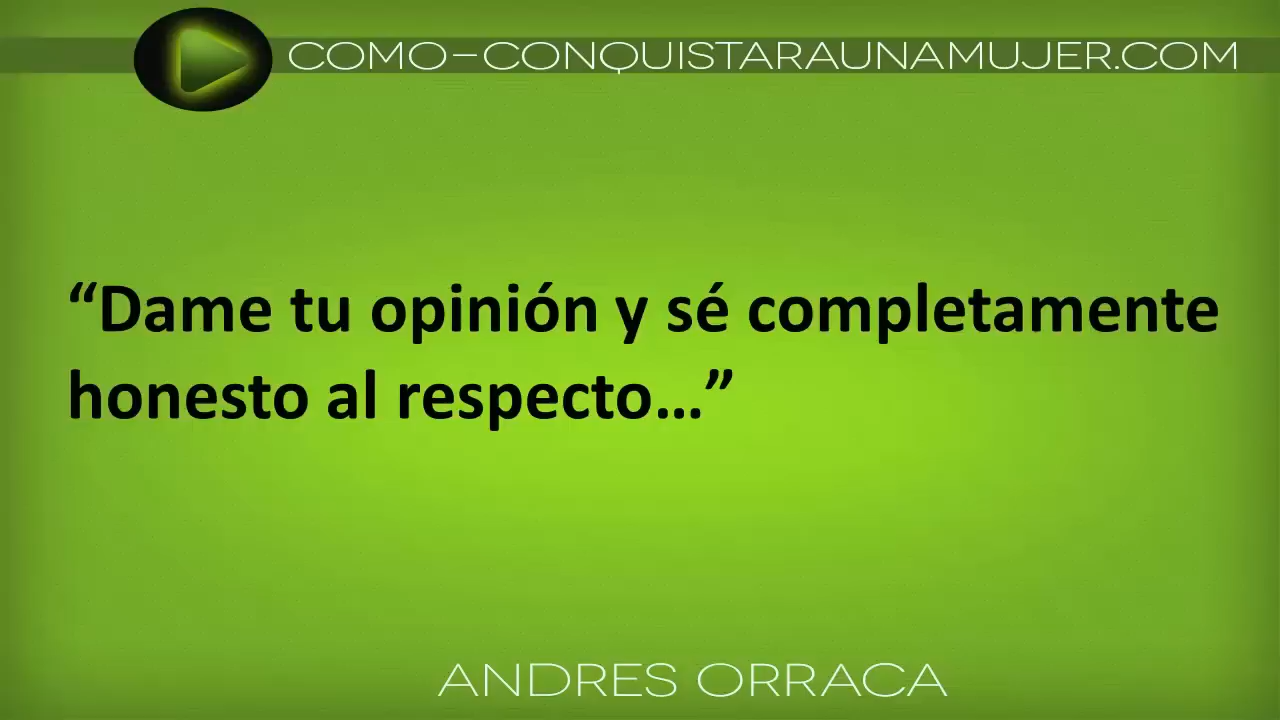 COMO-CONQUISTARAUNAMUJER.COM
“Dame tu opinión y sé completamente
honesto al respecto…”
ANDRES ORRACA